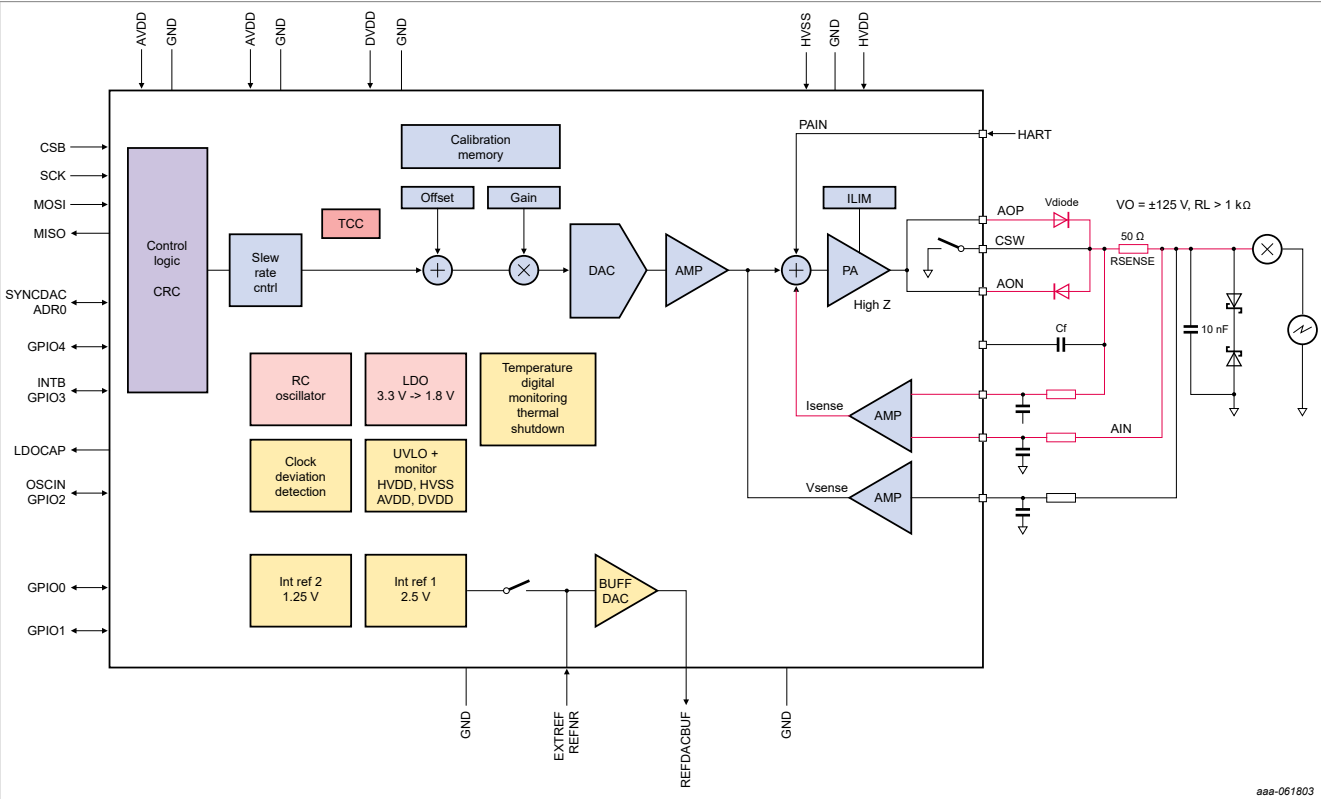 AVDD
GND
AVDD
GND
DVDD
GND
HVSS
GND
HVDD
CSB
SCK
MOSI
MISO
SYNCDAC
ADR0
GPIO4
INTB
GPIO3
LDOCAP
OSCIN
GPIO2
GPIO0
GPIO1
Control
logic
CRC
Slew
rate
cntrl
TCC
Calibration
memory
Offset
Gain
+
×
DAC
AMP
PAIN
HART
ILIM
+
PA
High Z
AOP
CSW
AON
Vdiode
VO = ±125 V, RL > 1 kΩ
50 Ω
RSENSE
×
10 nF
Cf
RC
oscillator
LDO
3.3 V -> 1.8 V
Temperature
digital
monitoring
thermal
shutdown
Isense
AMP
AIN
Clock
deviation
detection
UVLO +
monitor
HVDD, HVSS
AVDD, DVDD
Vsense
AMP
Int ref 2
1.25 V
Int ref 1
2.5 V
BUFF
DAC
GND
EXTREF
REFNR
REFDACBUF
GND
aaa-061803